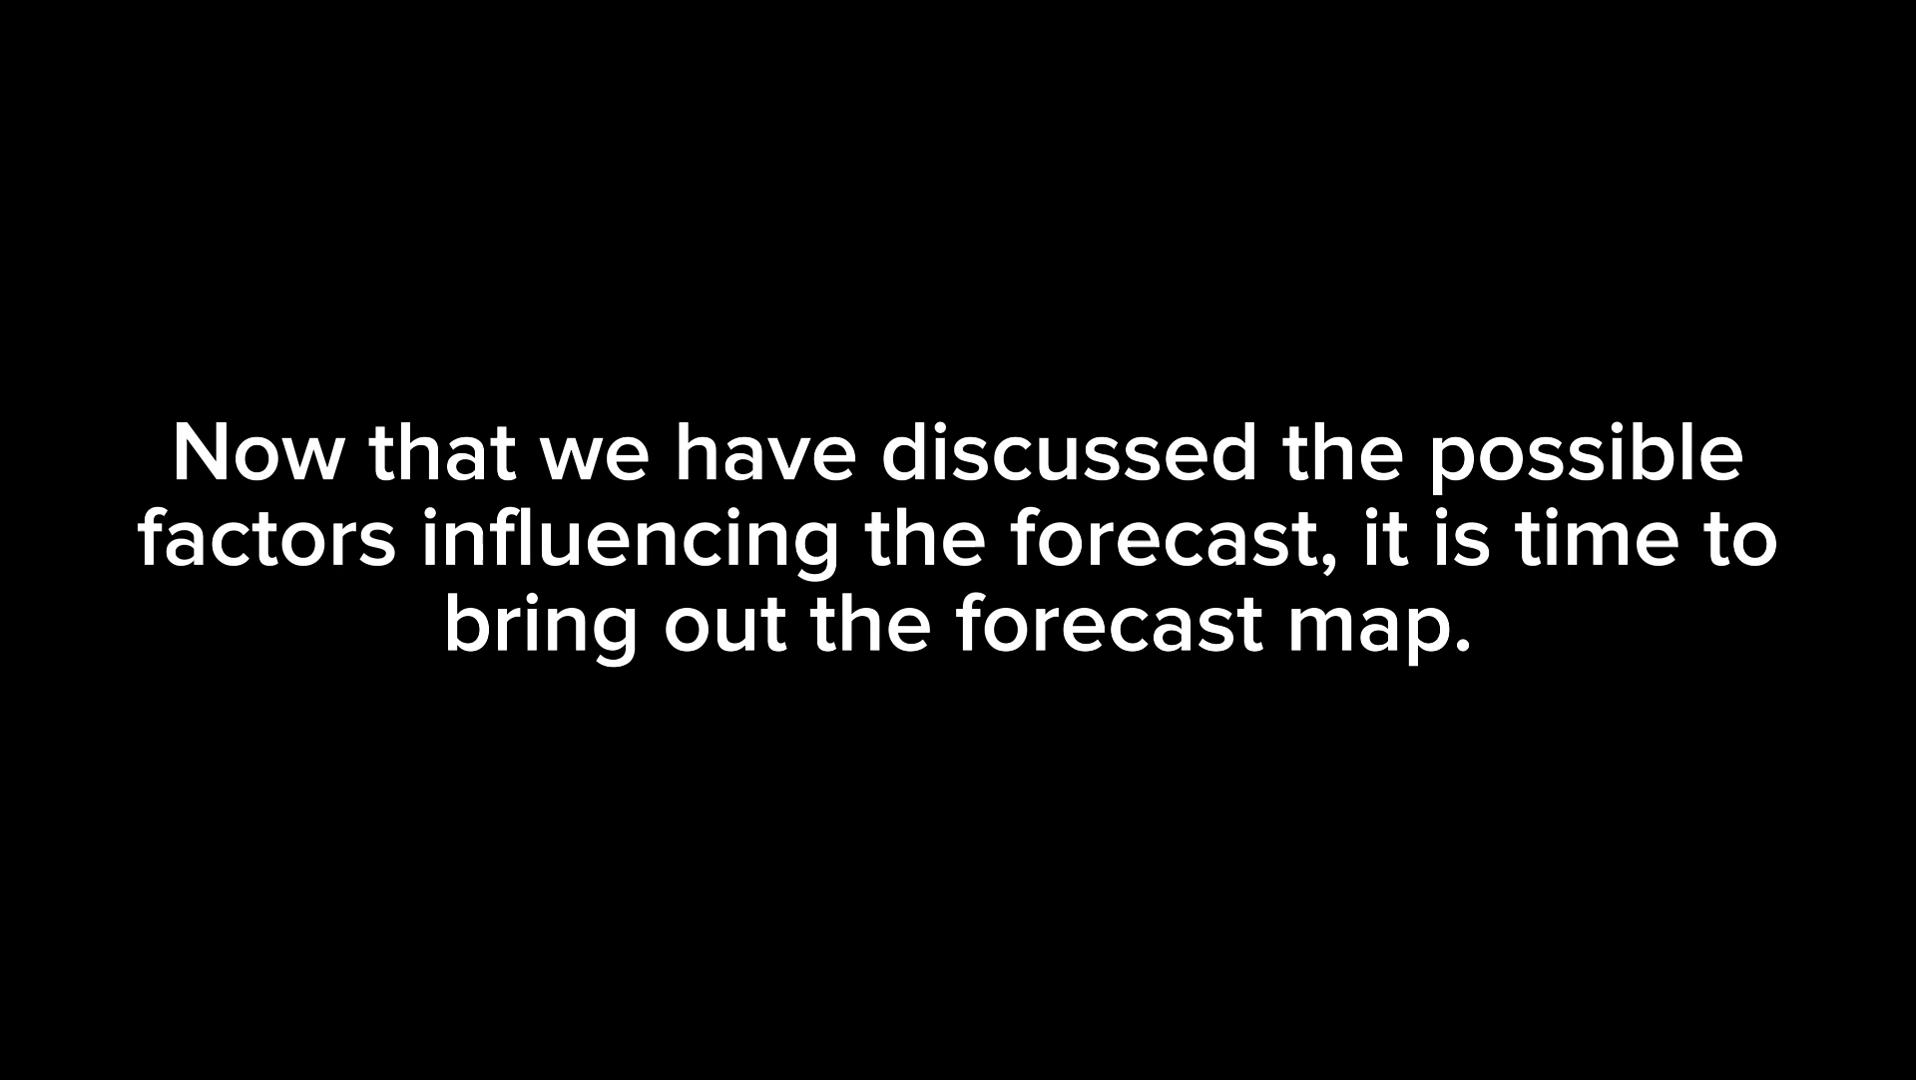 Now that we have discussed the possible
factors influencing the forecast, it is time to
bring out the forecast map.